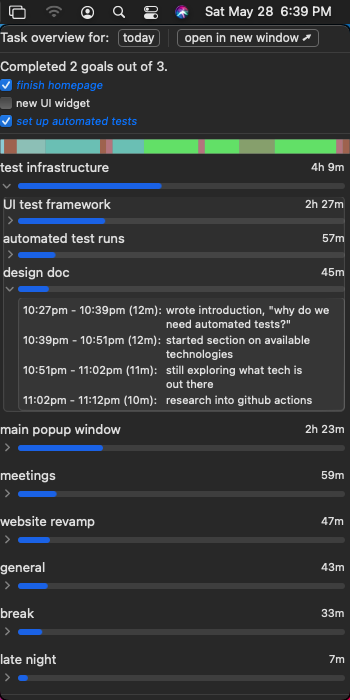 Sat May 28  6:39 PM
Task overview for: today open in new window ➚
Completed 2 goals out of 3.
finish homepage
new UI widget
set up automated tests
test infrastructure 4h 9m
UI test framework 2h 27m
automated test runs 57m
design doc 45m
10:27pm - 10:39pm (12m): wrote introduction, "why do we
need automated tests?"
10:39pm - 10:51pm (12m): started section on available
technologies
10:51pm - 11:02pm (11m): still exploring what tech is
out there
11:02pm - 11:12pm (10m): research into github actions
main popup window 2h 23m
meetings 59m
website revamp 47m
general 43m
break 33m
late night 7m